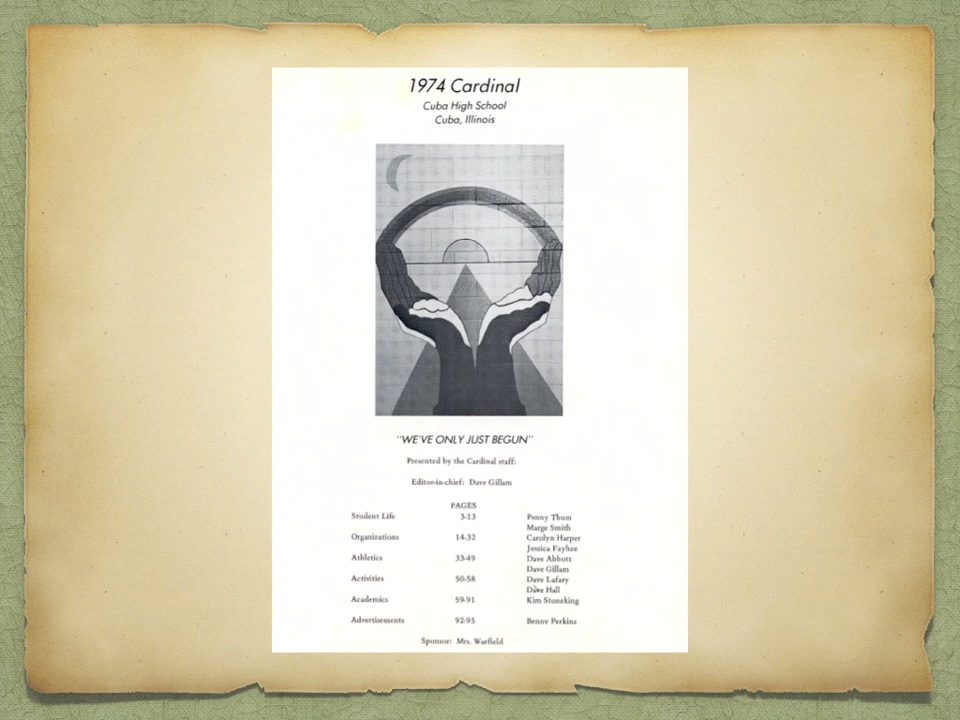 1974 Cardinal
Cuba High School
Cuba, Illinois
"WE'VE ONLY JUST BEGUN"
Presented by the Cardinal staff:
Editor-in-chief: Dave Gillam
PAGES
Student Life 3-13 Penny Thum
Marge Smith
Organizations 14-32 Carolyn Harper
Jessica Fayhee
Athletics 33-49 Dave Abbott
Dave Gillam
Activities 50-58 Dave Lafary
Dave Hall
Academics 59-91 Kim Stoneking
Advertisements 92-95 Benny Perkins
Sponsor: Mrs. Warfield